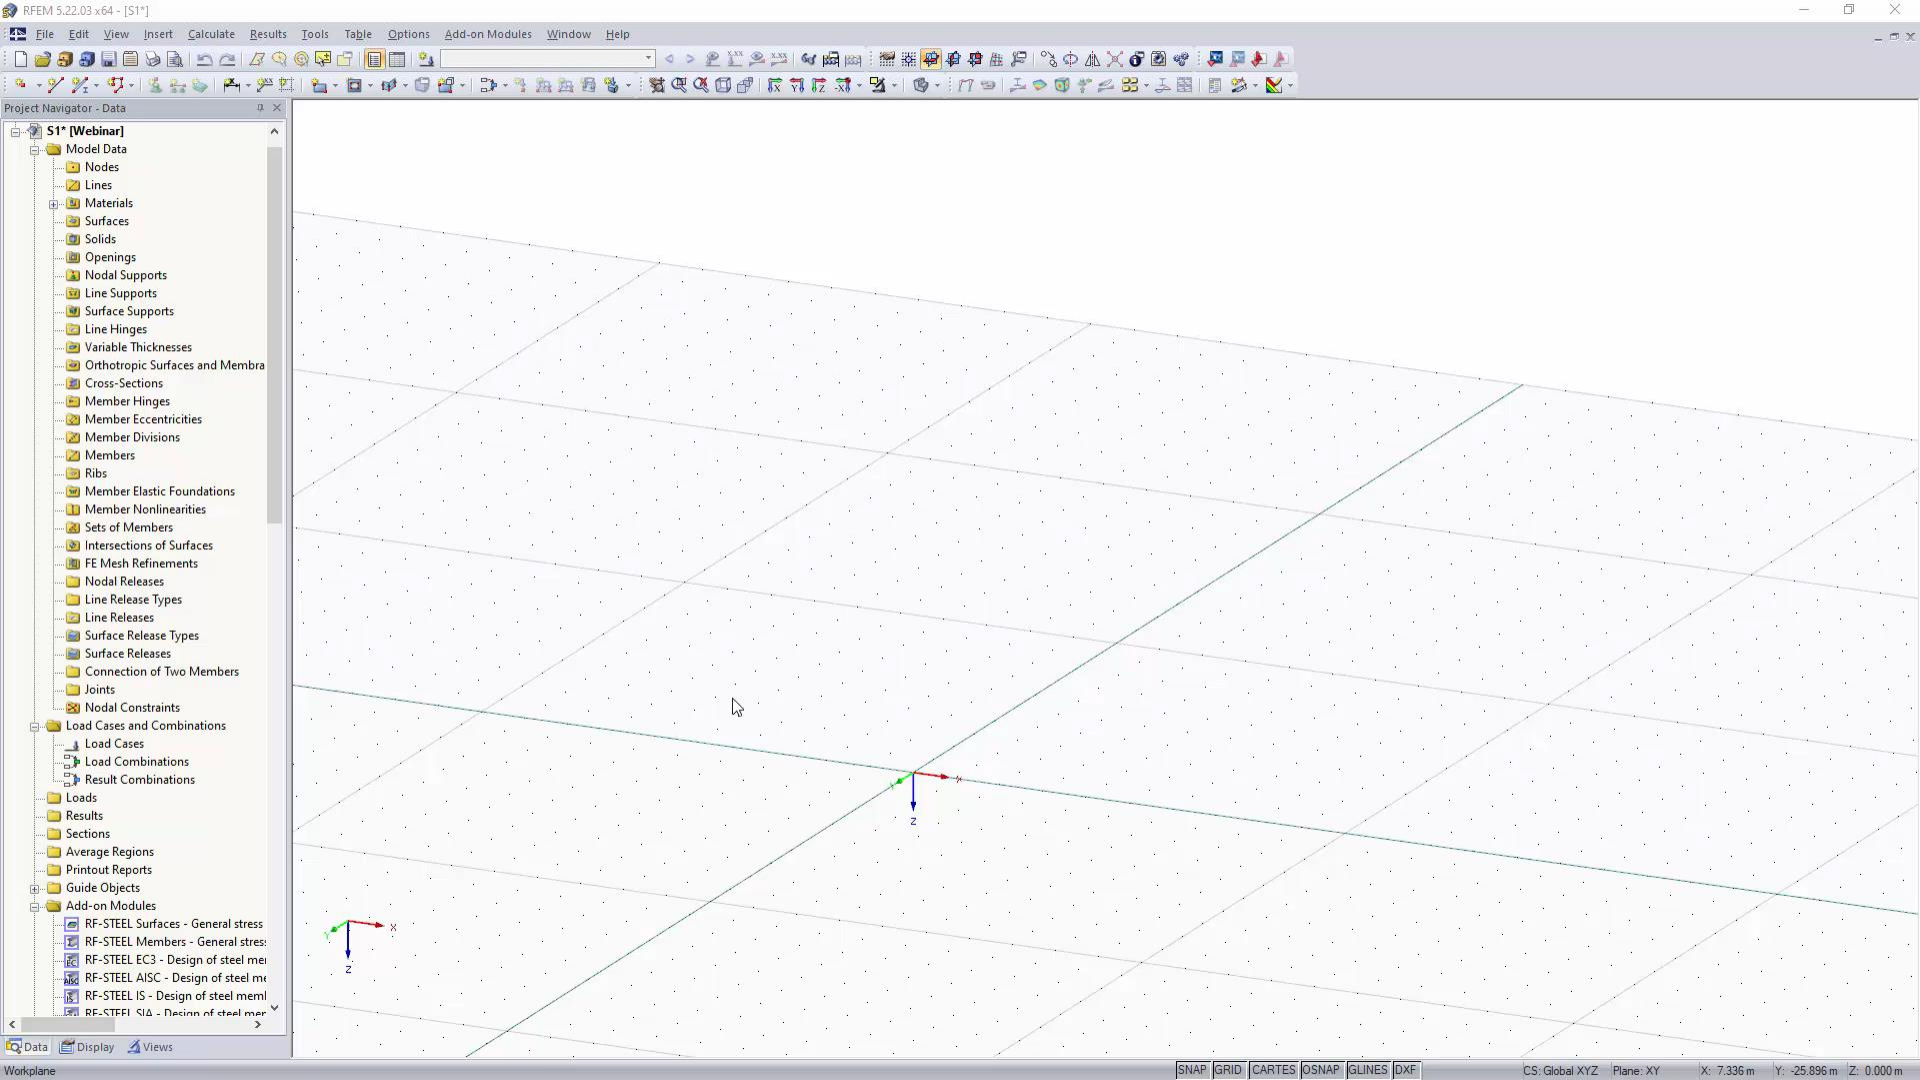 RFEM 5.22.03 x64 - [S1*]
File Edit View Insert Calculate Results Tools Table Options Add-on Modules Window Help
Project Navigator - Data
S1* [Webinar]
Model Data
Nodes
Lines
Materials
Surfaces
Solids
Openings
Nodal Supports
Line Supports
Surface Supports
Line Hinges
Variable Thicknesses
Orthotropic Surfaces and Membra
Cross-Sections
Member Hinges
Member Eccentricities
Member Divisions
Members
Ribs
Member Elastic Foundations
Member Nonlinearities
Sets of Members
Intersections of Surfaces
FE Mesh Refinements
Nodal Releases
Line Release Types
Line Releases
Surface Release Types
Surface Releases
Connection of Two Members
Joints
Nodal Constraints
Load Cases and Combinations
Load Cases
Load Combinations
Result Combinations
Loads
Results
Sections
Average Regions
Printout Reports
Guide Objects
Add-on Modules
RF-STEEL Surfaces - General stress
RF-STEEL Members - General stres
RF-STEEL EC3 - Design of steel me
RF-STEEL AISC - Design of steel me
RF-STEEL IS - Design of steel mem
RF-STEEL SIA - Design of steel mer
Data Display Views
X
Y
Z
X
Y
Z
Workplane
SNAP GRID CARTES OSNAP GLINES DXF
CS: Global XYZ Plane: XY X: 7.336 m Y: -25.896 m Z: 0.000 m